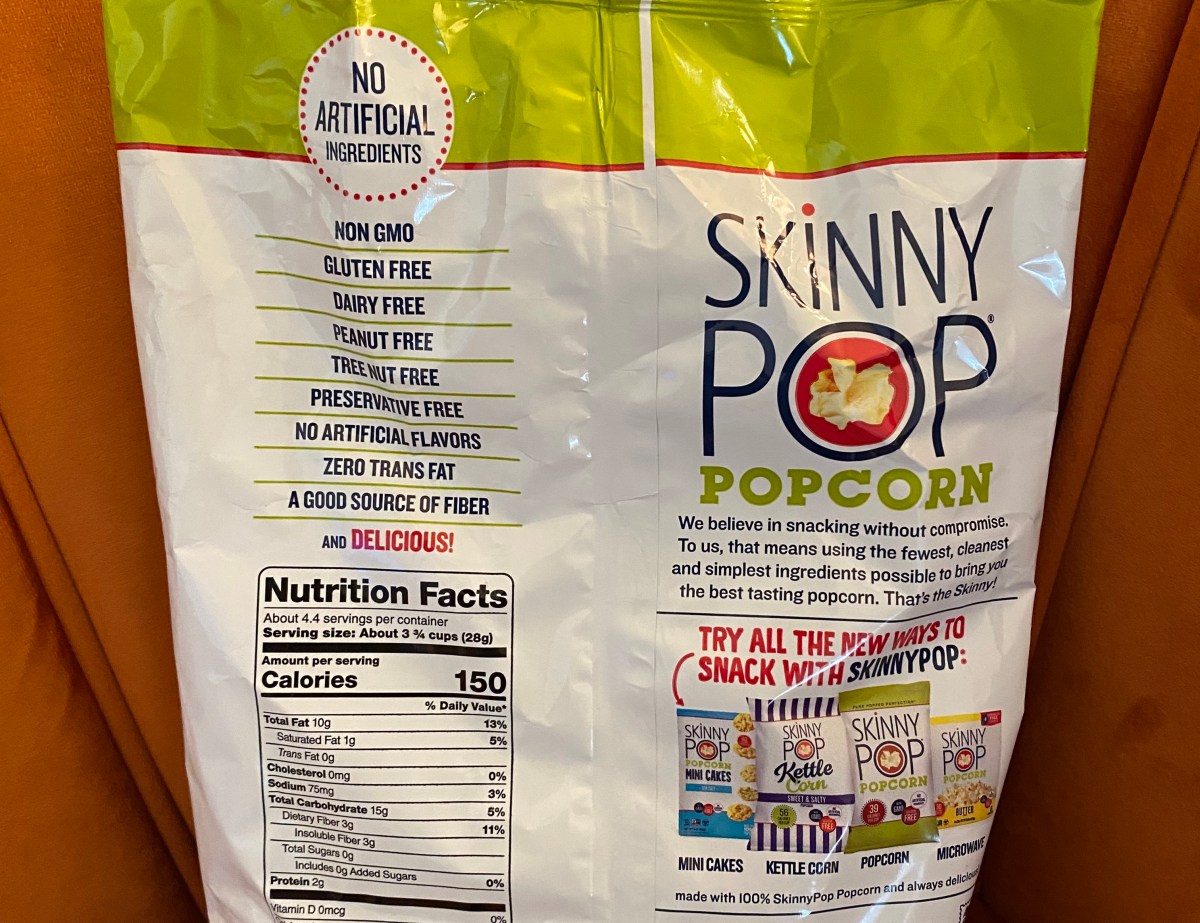 NO
ARTIFICIAL
INGREDIENTS
NON GMO
GLUTEN FREE
DAIRY FREE
PEANUT FREE
TREE NUT FREE
PRESERVATIVE FREE
NO ARTIFICIAL FLAVORS
ZERO TRANS FAT
A GOOD SOURCE OF FIBER
AND DELICIOUS!
Nutrition Facts
About 4.4 servings per container
Serving size: About 3 ¾ cups (28g)
Amount per serving
Calories 150
% Daily Value*
Total Fat 10g 13%
Saturated Fat 1g 5%
Trans Fat 0g
Cholesterol 0mg 0%
Sodium 75mg 3%
Total Carbohydrate 15g 5%
Dietary Fiber 3g 11%
Insoluble Fiber 3g
Total Sugars 0g
Includes 0g Added Sugars 0%
Protein 2g
Vitamin D 0mcg 0%
SKiNNY
POP®
POPCORN
We believe in snacking without compromise.
To us, that means using the fewest, cleanest
and simplest ingredients possible to bring you
the best tasting popcorn. That's the Skinny!
TRY ALL THE NEW WAYS TO
SNACK WITH SKINNYPOP:
SKiNNY
POP
POPCORN
MINI CAKES
SKiNNY
POP
Kettle
Corn
SWEET & SALTY
56
FREE
PURE POPPED PERFECTION!
SKiNNY
POP
POPCORN
39
FREE
SKiNNY
POP
POPCORN
BUTTER
MINI CAKES
KETTLE CORN
POPCORN
MICROWAVE
made with 100% SkinnyPop Popcorn and always